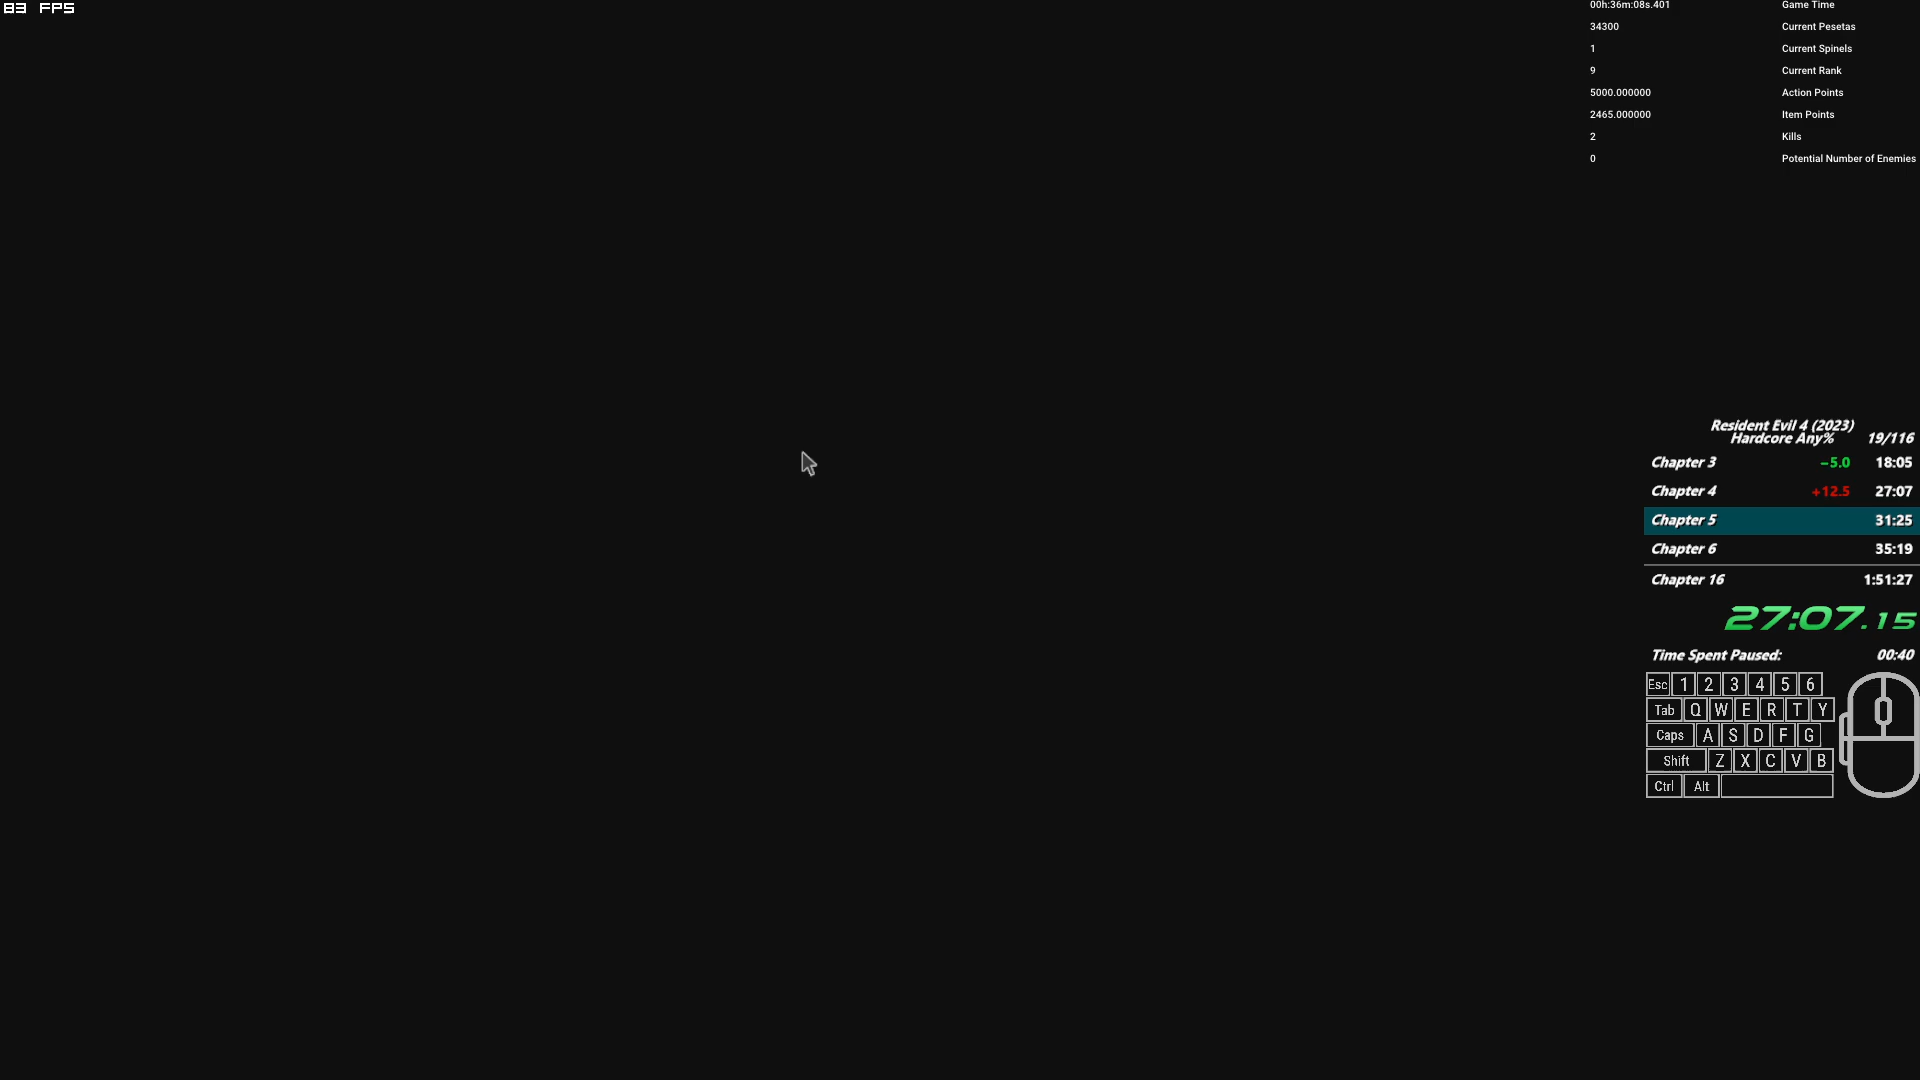 83 FPS
00h:36m:08s.401 Game Time
34300 Current Pesetas
1 Current Spinels
9 Current Rank
5000.000000 Action Points
2465.000000 Item Points
2 Kills
0 Potential Number of Enemies
Resident Evil 4 (2023)
Hardcore Any% 19/116
Chapter 3 −5.0 18:05
Chapter 4 +12.5 27:07
Chapter 5 31:25
Chapter 6 35:19
Chapter 16 1:51:27
27:07.15
Time Spent Paused: 00:40
Esc 1 2 3 4 5 6
Tab Q W E R T Y
Caps A S D F G
Shift Z X C V B
Ctrl Alt